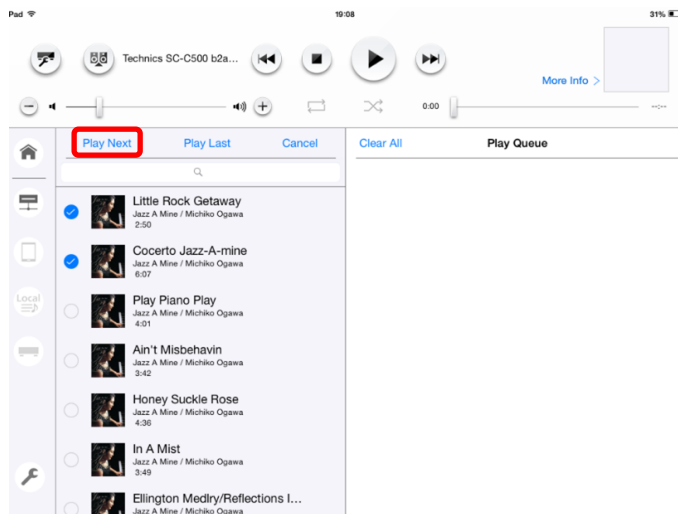 Pad
19:08
31%
Technics SC-C500 b2a...
More Info >
0:00
--:--
Play Next
Play Last
Cancel
Clear All
Play Queue
Little Rock Getaway
Jazz A Mine / Michiko Ogawa
2:50
Cocerto Jazz-A-mine
Jazz A Mine / Michiko Ogawa
6:07
Local
Play Piano Play
Jazz A Mine / Michiko Ogawa
4:01
Ain't Misbehavin
Jazz A Mine / Michiko Ogawa
3:42
Honey Suckle Rose
Jazz A Mine / Michiko Ogawa
4:36
In A Mist
Jazz A Mine / Michiko Ogawa
3:49
Ellington Medlry/Reflections I...
Jazz A Mine / Michiko Ogawa